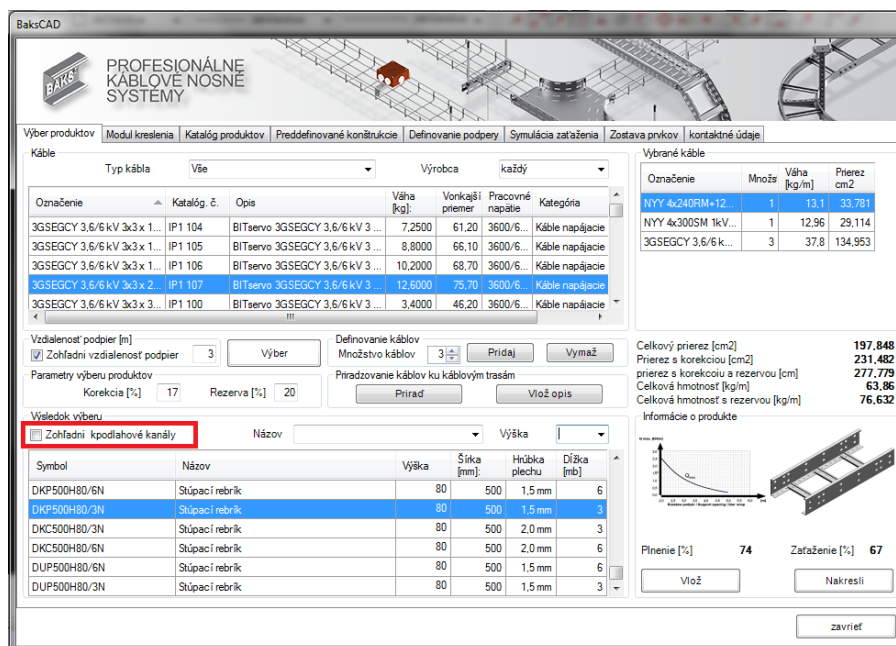 BaksCAD
BAKS
PROFESIONÁLNE
KÁBLOVÉ NOSNÉ
SYSTÉMY
Výber produktov Modul kreslenia Katalóg produktov Preddefinované konštrukcie Definovanie podpery Symulácia zaťaženia Zostava prvkov kontaktné údaje
Káble
Typ kábla Vše Výrobca každý
Označenie Katalóg. č. Opis Váha [kg]: Vonkajší priemer Pracovné napätie Kategória
3GSEGCY 3,6/6 kV 3x3 x 1... IP1 104 BITservo 3GSEGCY 3,6/6 kV 3 ... 7,2500 61,20 3600/6... Káble napájacie
3GSEGCY 3,6/6 kV 3x3 x 1... IP1 105 BITservo 3GSEGCY 3,6/6 kV 3 ... 8,8000 66,10 3600/6... Káble napájacie
3GSEGCY 3,6/6 kV 3x3 x 1... IP1 106 BITservo 3GSEGCY 3,6/6 kV 3 ... 10,2000 68,70 3600/6... Káble napájacie
3GSEGCY 3,6/6 kV 3x3 x 2... IP1 107 BITservo 3GSEGCY 3,6/6 kV 3 ... 12,6000 75,70 3600/6... Káble napájacie
3GSEGCY 3,6/6 kV 3x3 x 3... IP1 100 BITservo 3GSEGCY 3,6/6 kV 3 ... 3,4000 46,20 3600/6... Káble napájacie
Vybrané káble
Označenie Množs Váha [kg/m] Prierez cm2
NYY 4x240RM+12... 1 13,1 33,781
NYY 4x300SM 1kV... 1 12,96 29,114
3GSEGCY 3,6/6 k... 3 37,8 134,953
Vzdialenosť podpier [m]
Zohľadni vzdialenosť podpier 3 Výber
Definovanie káblov
Množstvo káblov 3 Pridaj Vymaž
Parametry výberu produktov
Korekcia [%] 17 Rezerva [%] 20
Priradzovanie káblov ku káblovým trasám
Priraď Vlož opis
Celkový prierez [cm2] 197,848
Prierez s korekciou [cm2] 231,482
prierez s korekcoiu a rezervou [cm] 277,779
Celková hmotnosť [kg/m] 63,86
Celková hmotnosť s rezervou [kg/m] 76,632
Výsledok výberu
Zohľadni kpodlahové kanály Názov Výška
Symbol Názov Výška Šírka [mm]: Hrúbka plechu Dĺžka [mb]
DKP500H80/6N Stúpací rebrík 80 500 1,5 mm 6
DKP500H80/3N Stúpací rebrík 80 500 1,5 mm 3
DKC500H80/3N Stúpací rebrík 80 500 2,0 mm 3
DKC500H80/6N Stúpací rebrík 80 500 2,0 mm 6
DUP500H80/6N Stúpací rebrík 80 500 1,5 mm 6
DUP500H80/3N Stúpací rebrík 80 500 1,5 mm 3
Informácie o produkte
Plnenie [%] 74 Zaťaženie [%] 67
Vlož Nakresli
zavrieť